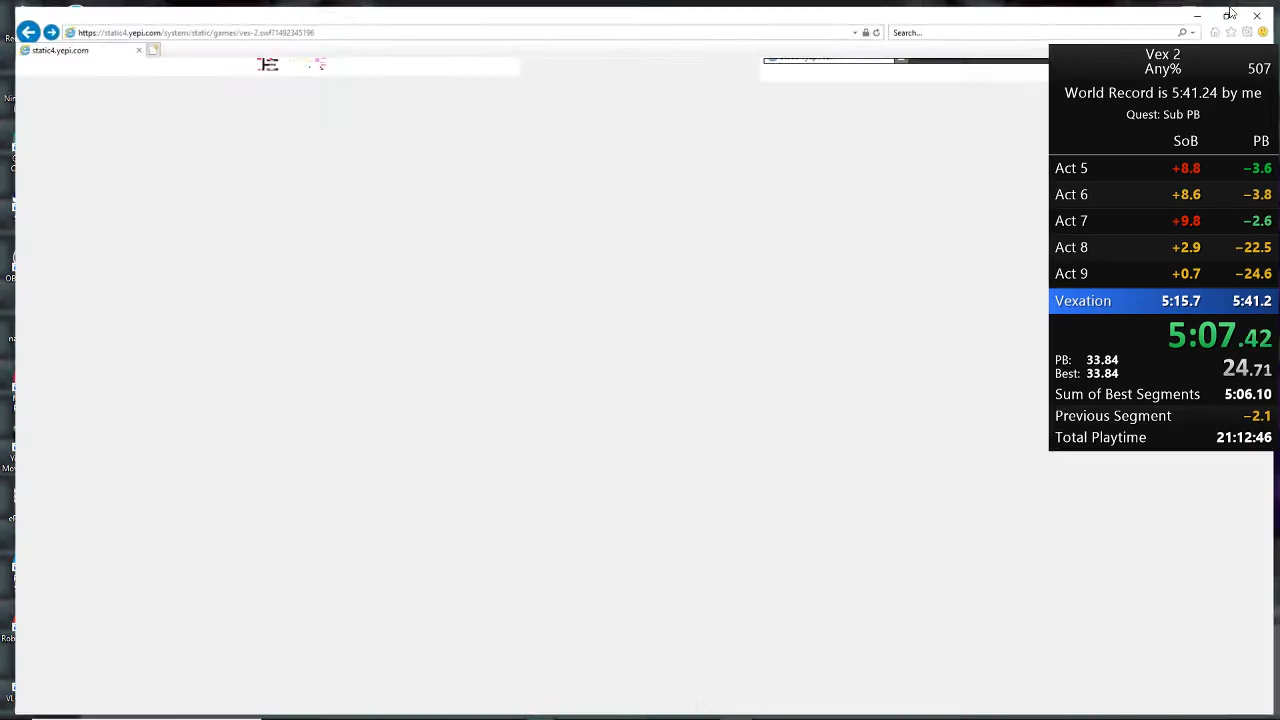 https://static4.yepi.com/system/static/games/vex-2.swf?1492345196
Search...
static4.yepi.com
Vex 2
Any% 507
World Record is 5:41.24 by me
Quest: Sub PB
SoB PB
Act 5 +8.8 −3.6
Act 6 +8.6 −3.8
Act 7 +9.8 −2.6
Act 8 +2.9 −22.5
Act 9 +0.7 −24.6
Vexation 5:15.7 5:41.2
5:07.42
PB: 33.84
Best: 33.84
24.71
Sum of Best Segments 5:06.10
Previous Segment −2.1
Total Playtime 21:12:46